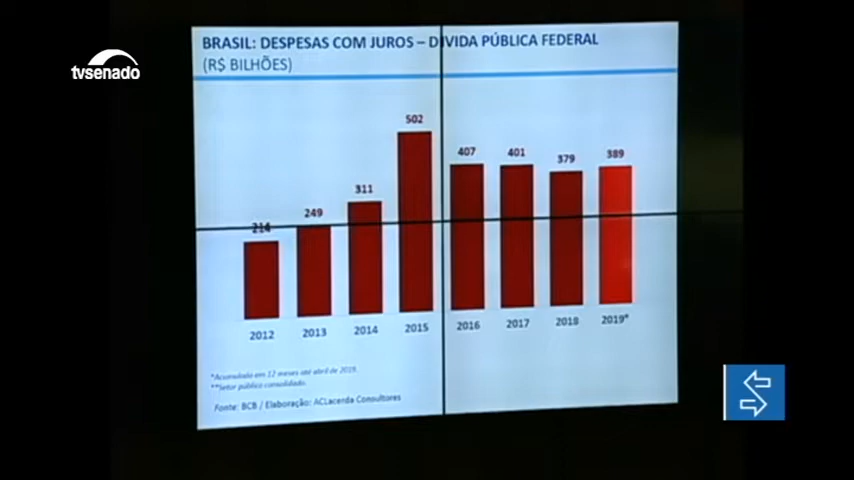 tvsenado
BRASIL: DESPESAS COM JUROS – DÍVIDA PÚBLICA FEDERAL
(R$ BILHÕES)
502
407
401
379
389
311
249
214
2012
2013
2014
2015
2016
2017
2018
2019*
*Acumulado em 12 meses até abril de 2019.
**Setor público consolidado.
Fonte: BCB / Elaboração: ACLacerda Consultores